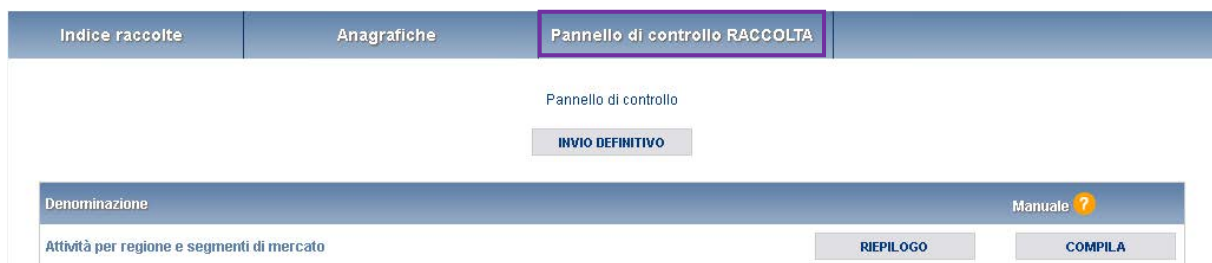 Indice raccolte Anagrafiche Pannello di controllo RACCOLTA
Pannello di controllo
INVIO DEFINITIVO
Denominazione Manuale ?
Attività per regione e segmenti di mercato RIEPILOGO COMPILA